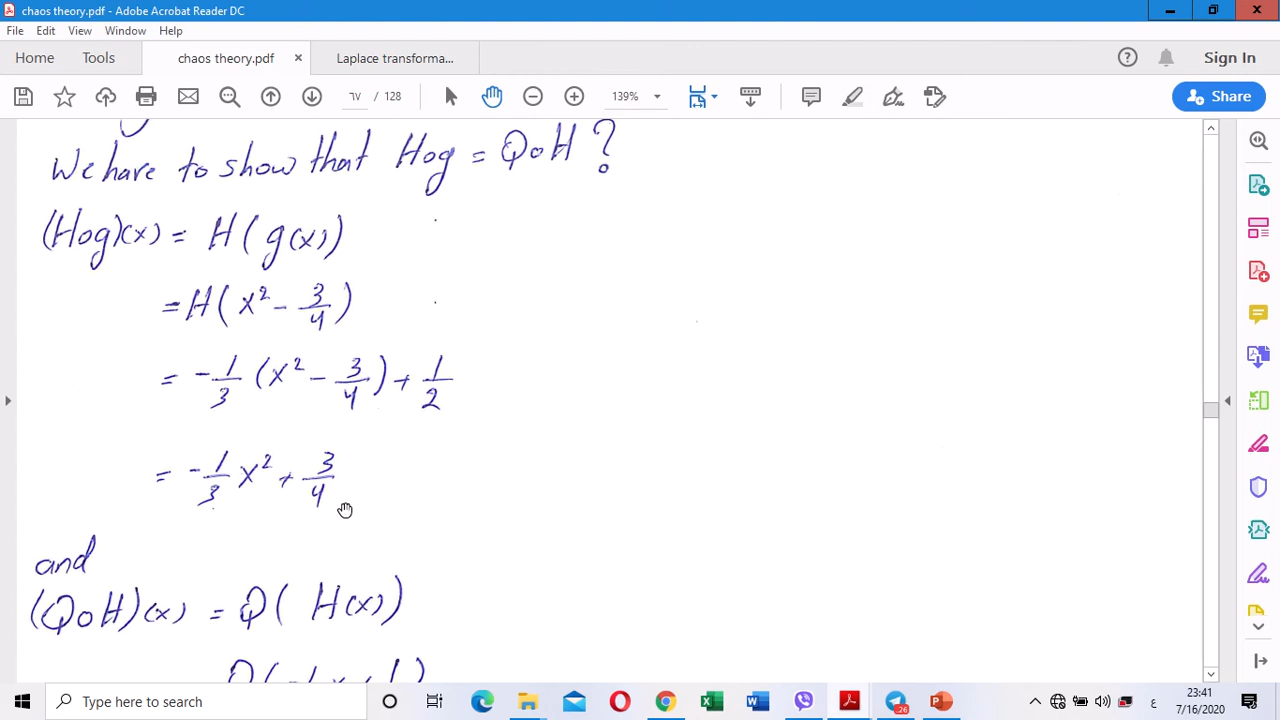 chaos theory.pdf - Adobe Acrobat Reader DC
File Edit View Window Help
Home Tools chaos theory.pdf × Laplace transforma...
Sign In
٦٧ / 128 139% Share
We have to show that Hog = QoH ?
(Hog)(x) = H( g(x) )
= H( x² - 3/4 )
= -1/3 (x² - 3/4) + 1/2
= -1/3 x² + 3/4
and
(QoH)(x) = Q( H(x) )
Type here to search
26
ع
23:41
7/16/2020